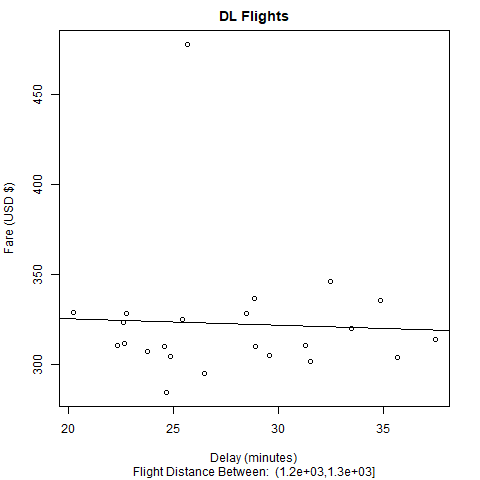 DL Flights
450
400
350
300
Fare (USD $)
20 25 30 35
Delay (minutes)
Flight Distance Between:  (1.2e+03,1.3e+03]